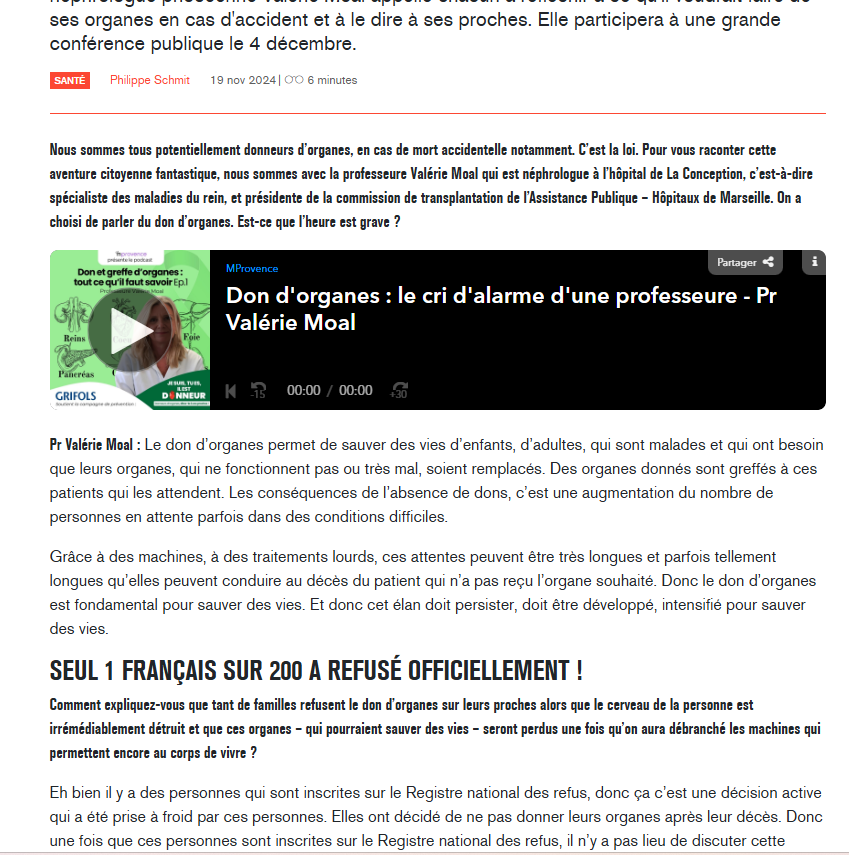 néphrologue phocéenne Valérie Moal appelle chacun à réfléchir à ce qu'il voudrait faire de
ses organes en cas d'accident et à le dire à ses proches. Elle participera à une grande
conférence publique le 4 décembre.
SANTÉ Philippe Schmit 19 nov 2024 | 6 minutes
Nous sommes tous potentiellement donneurs d’organes, en cas de mort accidentelle notamment. C’est la loi. Pour vous raconter cette
aventure citoyenne fantastique, nous sommes avec la professeure Valérie Moal qui est néphrologue à l’hôpital de La Conception, c’est-à-dire
spécialiste des maladies du rein, et présidente de la commission de transplantation de l’Assistance Publique – Hôpitaux de Marseille. On a
choisi de parler du don d’organes. Est-ce que l’heure est grave ?
mprovence
présente le podcast
Don et greffe d'organes :
tout ce qu'il faut savoir Ep.1
Professeure Valérie Moal
Reins
Foie
Pancréas
GRIFOLS
soutient la campagne de prévention :
JE SUIS, TU ES,
IL EST
DONNEUR
MProvence
Partager
Don d'organes : le cri d'alarme d'une professeure - Pr
Valérie Moal
-15 00:00 / 00:00 +30
Pr Valérie Moal : Le don d’organes permet de sauver des vies d’enfants, d’adultes, qui sont malades et qui ont besoin
que leurs organes, qui ne fonctionnent pas ou très mal, soient remplacés. Des organes donnés sont greffés à ces
patients qui les attendent. Les conséquences de l’absence de dons, c’est une augmentation du nombre de
personnes en attente parfois dans des conditions difficiles.
Grâce à des machines, à des traitements lourds, ces attentes peuvent être très longues et parfois tellement
longues qu’elles peuvent conduire au décès du patient qui n’a pas reçu l’organe souhaité. Donc le don d’organes
est fondamental pour sauver des vies. Et donc cet élan doit persister, doit être développé, intensifié pour sauver
des vies.
SEUL 1 FRANÇAIS SUR 200 A REFUSÉ OFFICIELLEMENT !
Comment expliquez-vous que tant de familles refusent le don d’organes sur leurs proches alors que le cerveau de la personne est
irrémédiablement détruit et que ces organes – qui pourraient sauver des vies – seront perdus une fois qu’on aura débranché les machines qui
permettent encore au corps de vivre ?
Eh bien il y a des personnes qui sont inscrites sur le Registre national des refus, donc ça c’est une décision active
qui a été prise à froid par ces personnes. Elles ont décidé de ne pas donner leurs organes après leur décès. Donc
une fois que ces personnes sont inscrites sur le Registre national des refus, il n’y a pas lieu de discuter cette